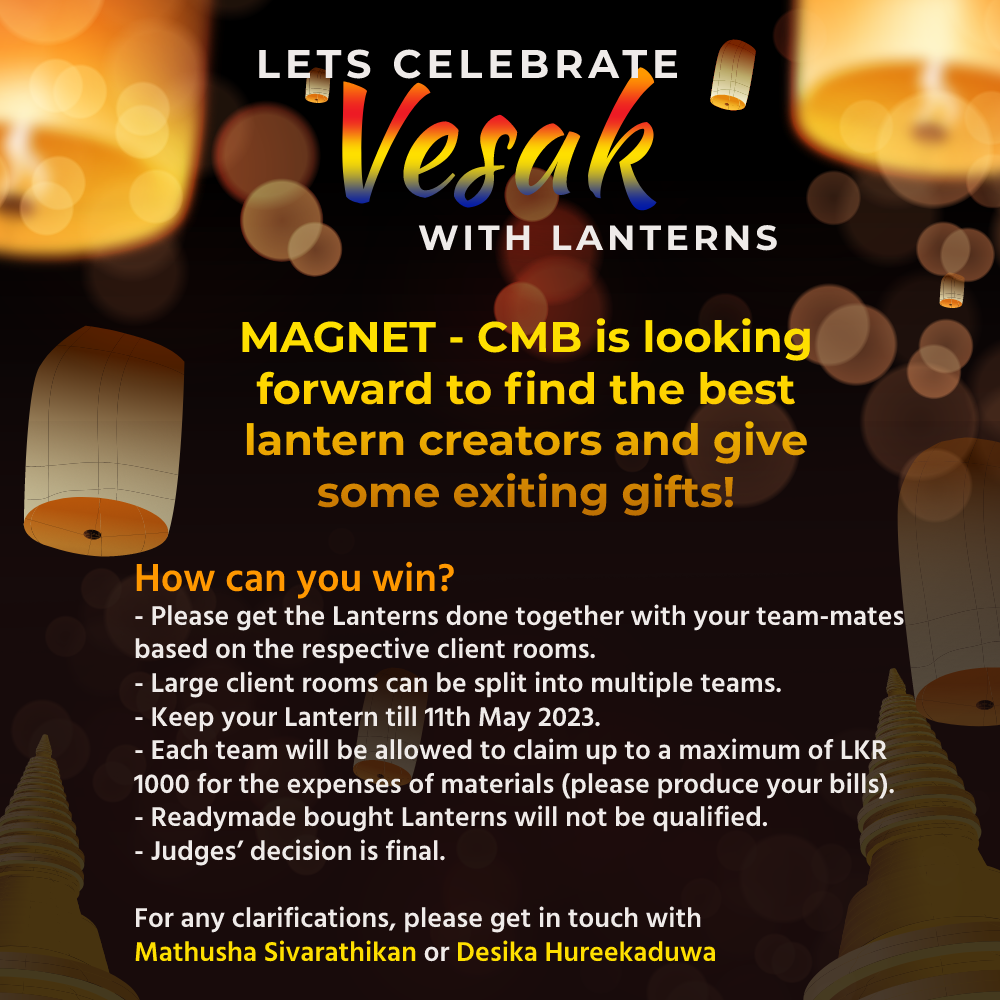 LETS CELEBRATE
Vesak
WITH LANTERNS
MAGNET - CMB is looking
forward to find the best
lantern creators and give
some exiting gifts!
How can you win?
- Please get the Lanterns done together with your team-mates
based on the respective client rooms.
- Large client rooms can be split into multiple teams.
- Keep your Lantern till 11th May 2023.
- Each team will be allowed to claim up to a maximum of LKR
1000 for the expenses of materials (please produce your bills).
- Readymade bought Lanterns will not be qualified.
- Judges’ decision is final.
For any clarifications, please get in touch with
Mathusha Sivarathikan or Desika Hureekaduwa